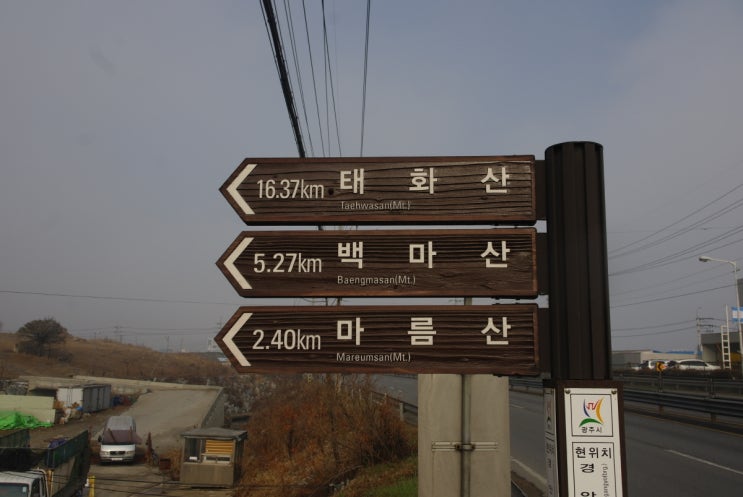 16.37km 태 화 산
Taehwasan(Mt.)
5.27km 백 마 산
Baengmasan(Mt.)
2.40km 마 름 산
Mareumsan(Mt.)
광주시
현위치
경